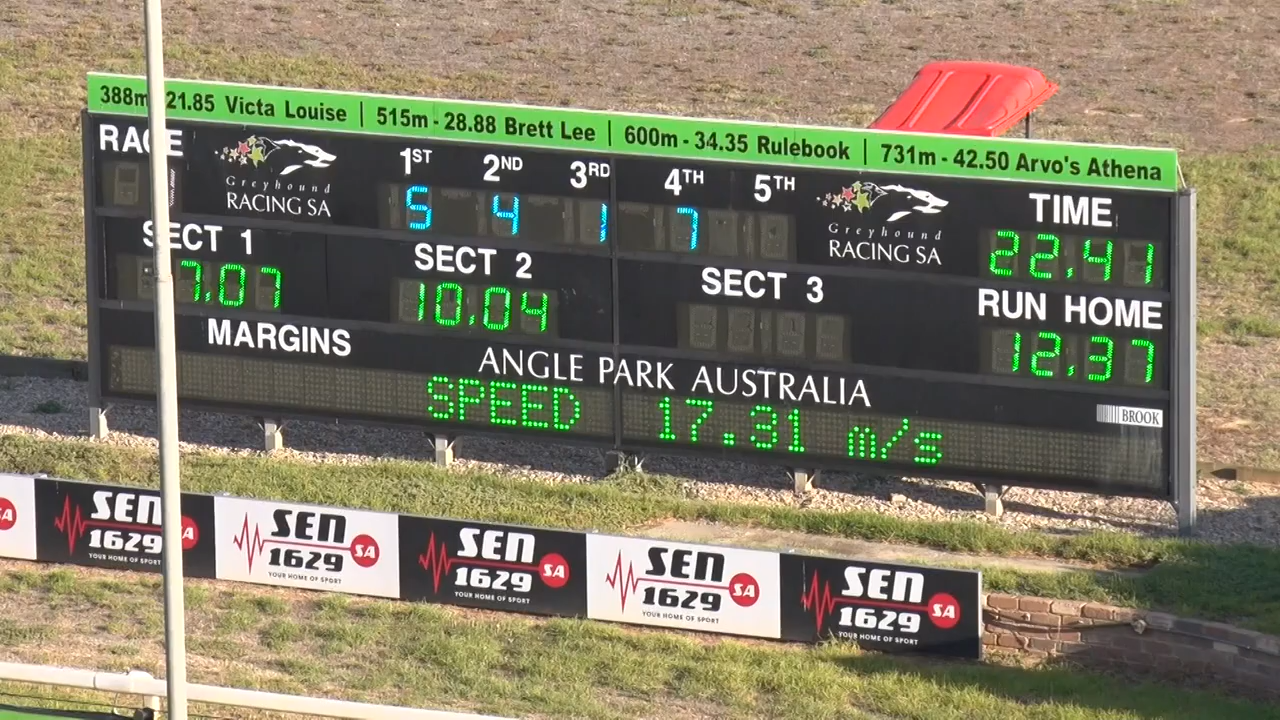 388m - 21.85 Victa Louise | 515m - 28.88 Brett Lee | 600m - 34.35 Rulebook | 731m - 42.50 Arvo's Athena
RACE
Greyhound
RACING SA
1ST 2ND 3RD 4TH 5TH
5 4 1 7
Greyhound
RACING SA
TIME
22.41
SECT 1
7.07
SECT 2
10.04
SECT 3
RUN HOME
12.37
MARGINS
ANGLE PARK AUSTRALIA
BROOK
SPEED 17.31 m/s
SEN SA
1629
YOUR HOME OF SPORT
SEN SA
1629
YOUR HOME OF SPORT
SEN SA
1629
YOUR HOME OF SPORT
SEN SA
1629
YOUR HOME OF SPORT
SEN SA
1629
YOUR HOME OF SPORT